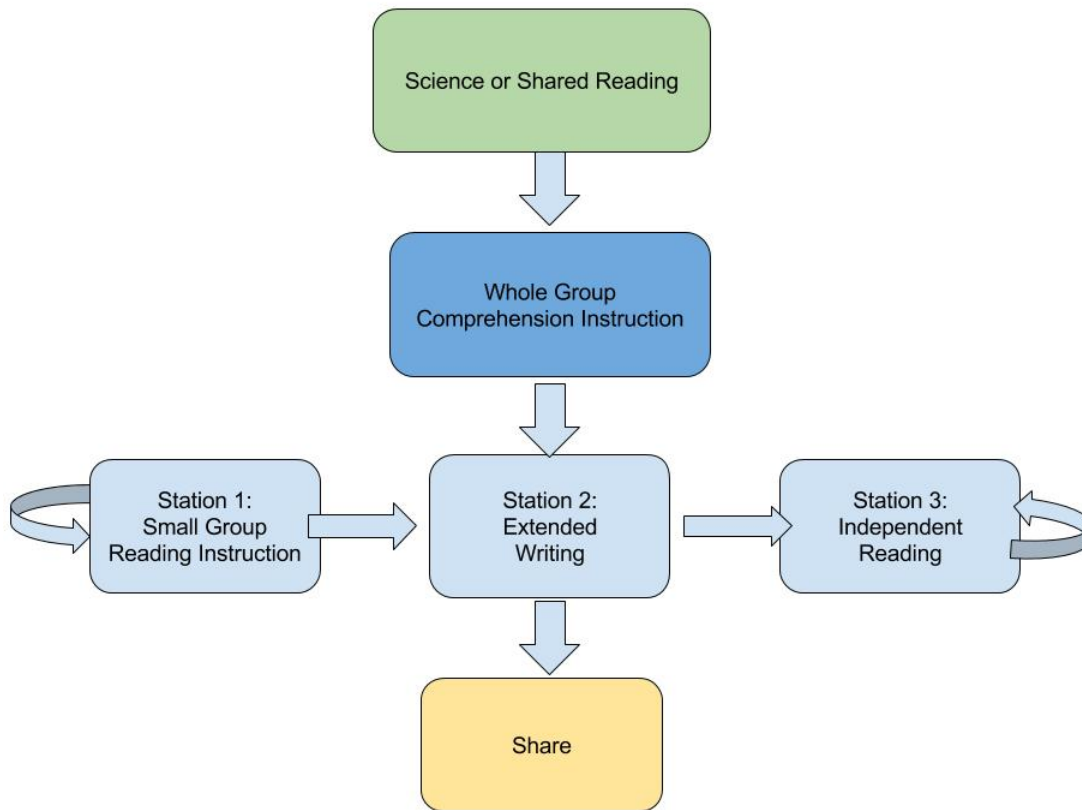 Science or Shared Reading
Whole Group
Comprehension Instruction
Station 1:
Small Group
Reading Instruction
Station 2:
Extended
Writing
Station 3:
Independent
Reading
Share